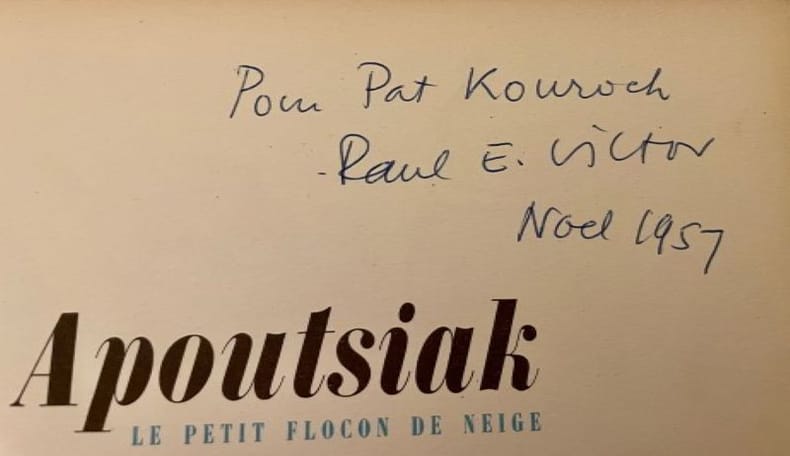 Pour Pat Kouroch
Paul E. Victor
Noel 1957
Apoutsiak
LE PETIT FLOCON DE NEIGE